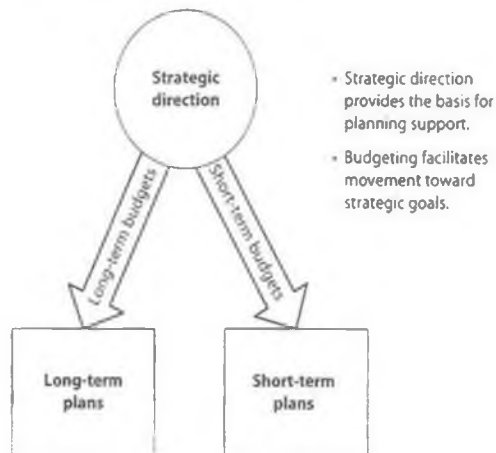 Strategic
direction
• Strategic direction
provides the basis for
planning support.
• Budgeting facilitates
movement toward
strategic goals.
Long-term budgets
Short-term budgets
Long-term
plans
Short-term
plans